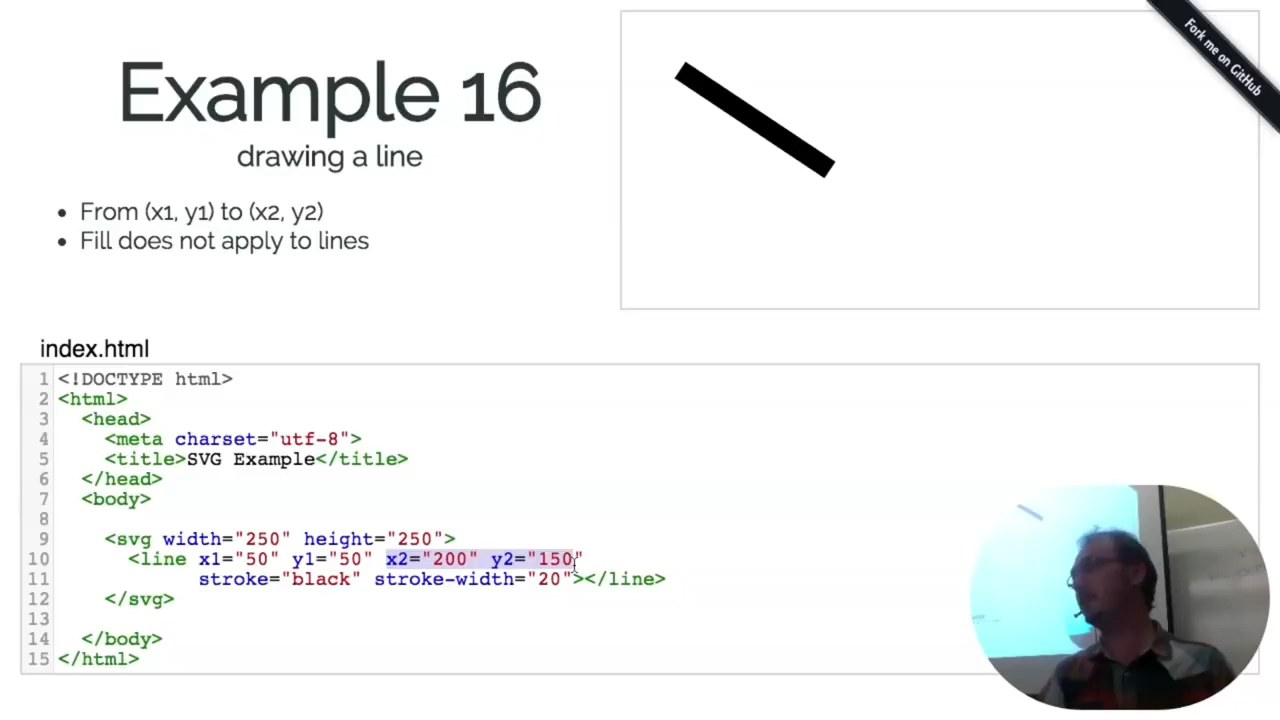 Example 16
drawing a line
• From (x1, y1) to (x2, y2)
• Fill does not apply to lines
Fork me on GitHub
index.html
1 <!DOCTYPE html>
2 <html>
3   <head>
4     <meta charset="utf-8">
5     <title>SVG Example</title>
6   </head>
7   <body>
8
9     <svg width="250" height="250">
10       <line x1="50" y1="50" x2="200" y2="150"
11             stroke="black" stroke-width="20"></line>
12     </svg>
13
14   </body>
15 </html>